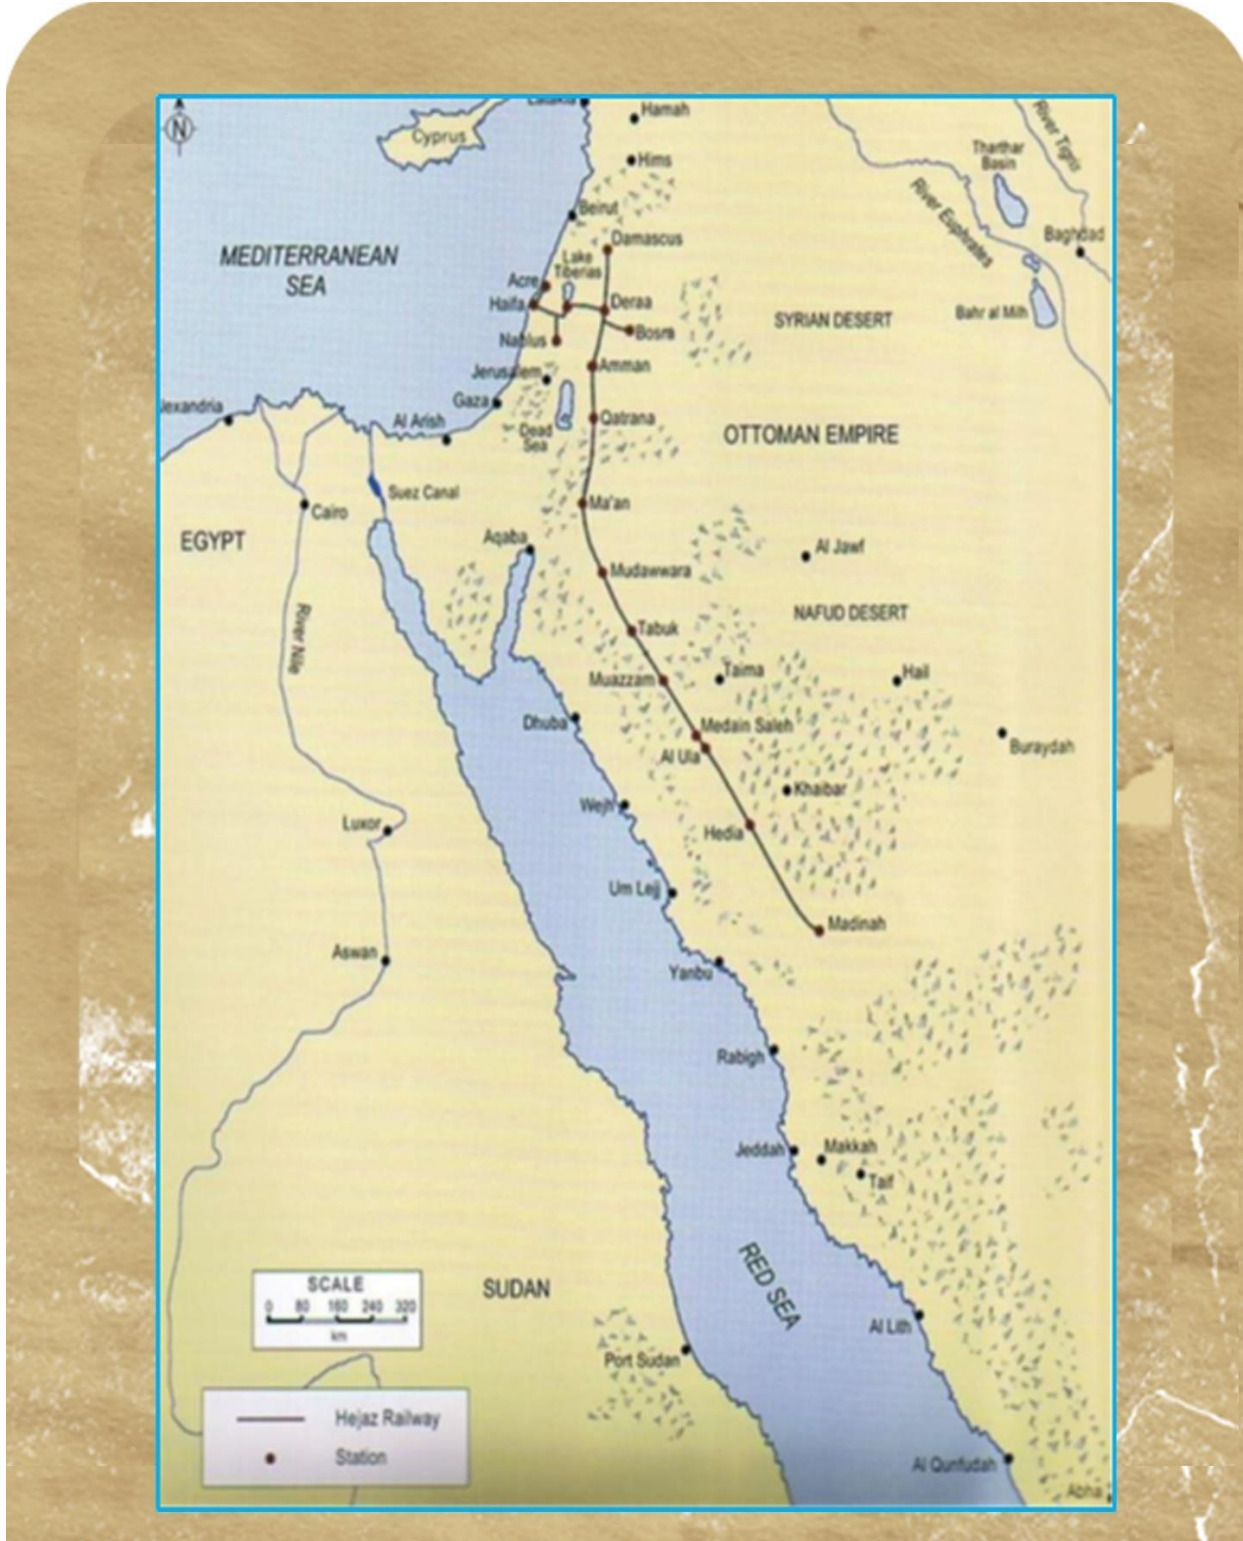 N
Latakia
Hamah
Cyprus
Hims
River Tigris
Tharthar
Basin
River Euphrates
Beirut
Baghdad
Damascus
MEDITERRANEAN
SEA
Lake
Tiberias
Acre
Haifa
Deraa
Bosra
SYRIAN DESERT
Bahr al Milh
Nablus
Amman
Jerusalem
Gaza
lexandria
Al Arish
Qatrana
Dead
Sea
OTTOMAN EMPIRE
Suez Canal
Ma'an
Cairo
EGYPT
Aqaba
Al Jawf
Mudawwara
NAFUD DESERT
River Nile
Tabuk
Muazzam
Taima
Hail
Dhuba
Medain Saleh
Al Ula
Buraydah
Wejh
Khaibar
Luxor
Hedia
Um Lejj
Madinah
Aswan
Yanbu
Rabigh
Jeddah
Makkah
Taif
RED SEA
SCALE
0 80 160 240 320
km
SUDAN
Al Lith
Port Sudan
Hejaz Railway
Station
Al Qunfudah
Abha